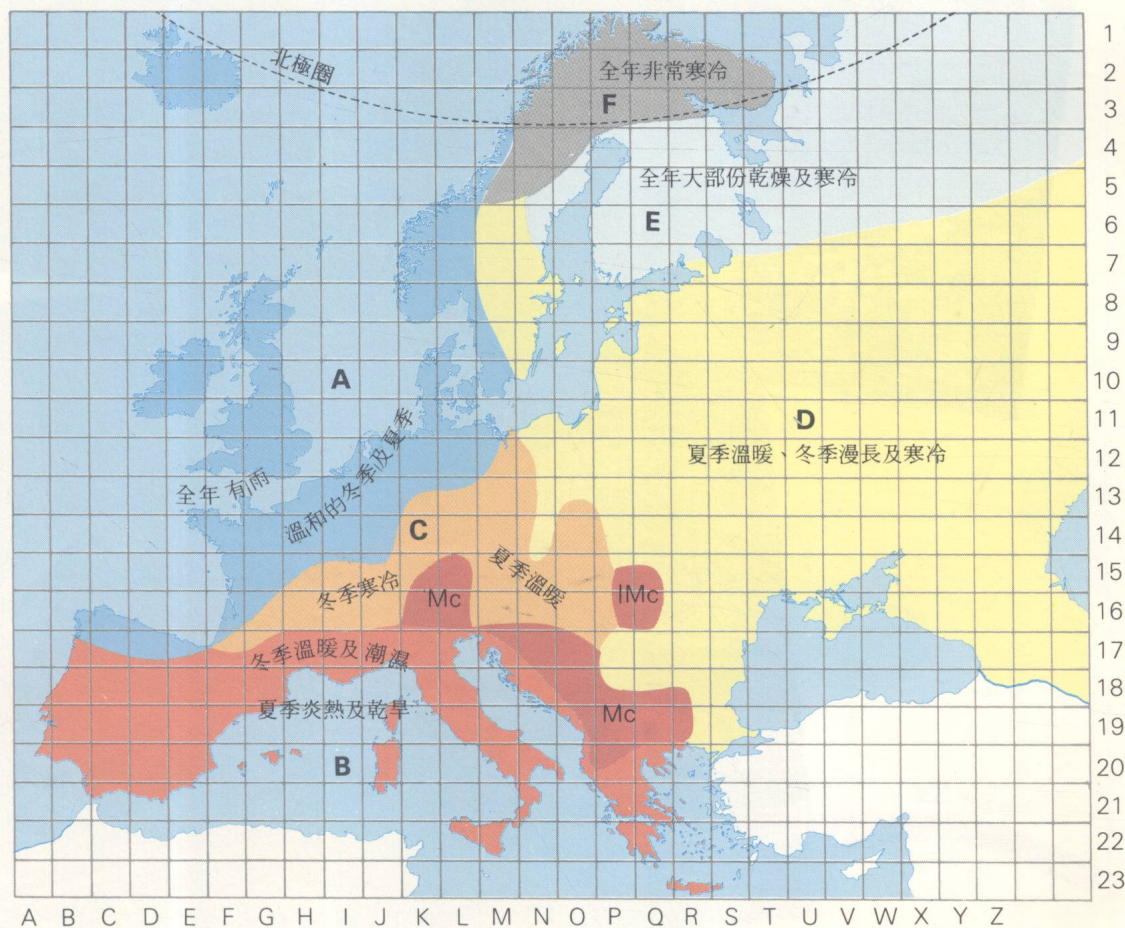 北極圈
全年非常寒冷
F
全年大部份乾燥及寒冷
E
A
D
夏季溫暖、冬季漫長及寒冷
全年有雨
溫和的冬季及夏季
C
冬季寒冷
夏季溫暖
Mc
IMc
冬季溫暖及潮濕
夏季炎熱及乾旱
Mc
B
1
2
3
4
5
6
7
8
9
10
11
12
13
14
15
16
17
18
19
20
21
22
23
A B C D E F G H I J K L M N O P Q R S T U V W X Y Z